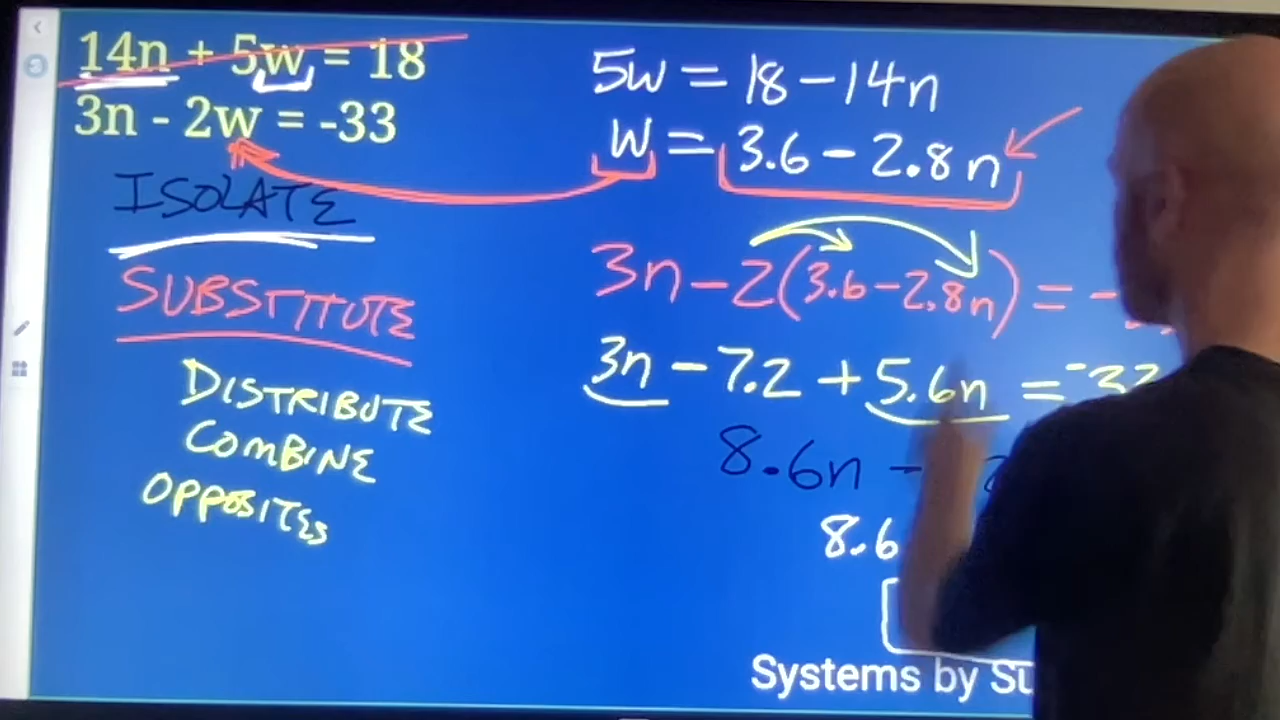 14n + 5w = 18
3n - 2w = -33
ISOLATE
SUBSTITUTE
DISTRIBUTE
COMBINE
OPPOSITES
5w = 18 - 14n
w = 3.6 - 2.8n
3n - 2(3.6 - 2.8n) = -
3n - 7.2 + 5.6n = -33
8.6n -
8.6
Systems by